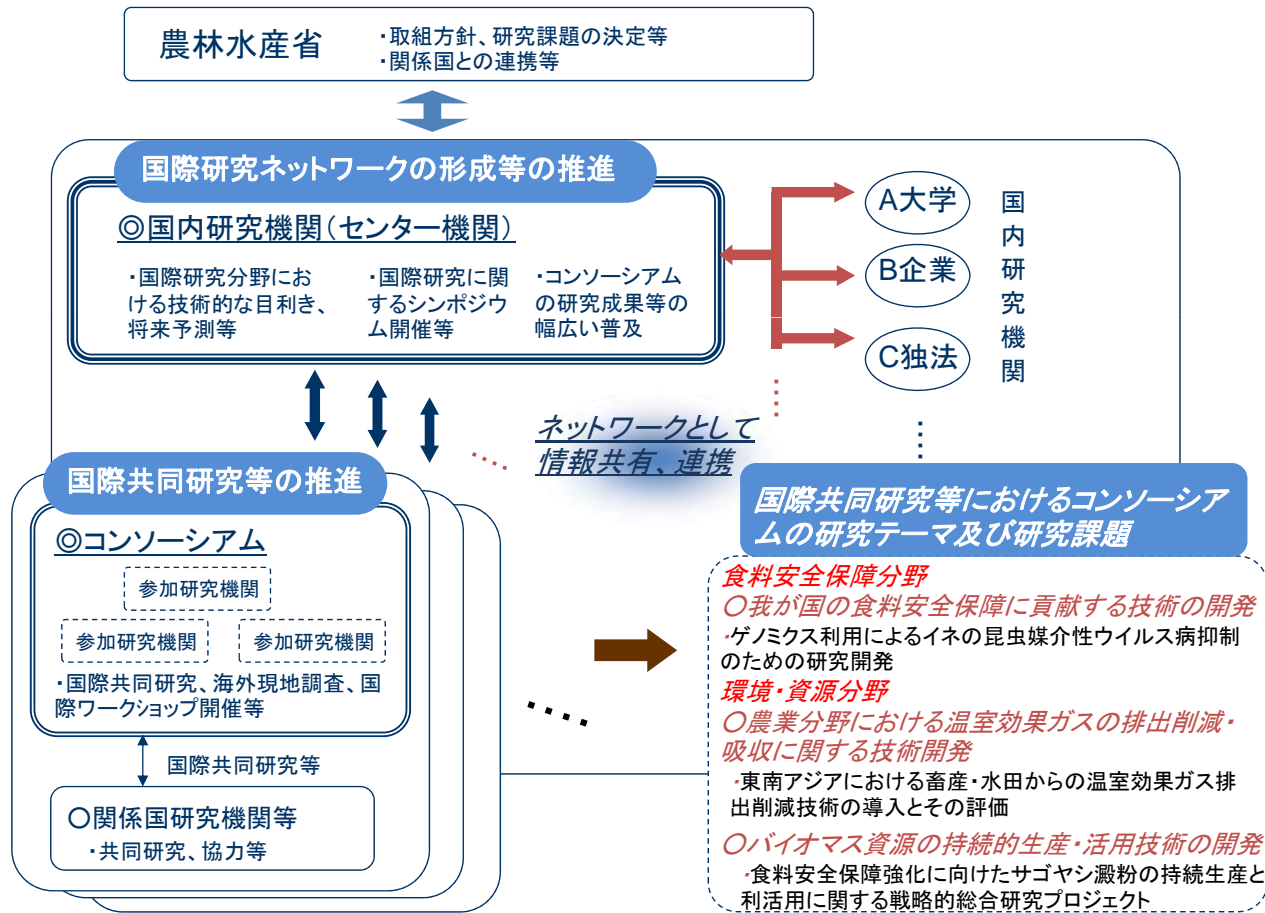 農林水産省
・取組方針、研究課題の決定等
・関係国との連携等
国際研究ネットワークの形成等の推進
◎国内研究機関（センター機関）
・国際研究分野にお
ける技術的な目利き、
将来予測等
・国際研究に関
するシンポジウ
ム開催等
・コンソーシアム
の研究成果等の
幅広い普及
A大学
B企業
C独法
国内研究機関
ネットワークとして
情報共有、連携
国際共同研究等の推進
◎コンソーシアム
参加研究機関
参加研究機関
参加研究機関
・国際共同研究、海外現地調査、国
際ワークショップ開催等
国際共同研究等
○関係国研究機関等
・共同研究、協力等
国際共同研究等におけるコンソーシア
ムの研究テーマ及び研究課題
食料安全保障分野
○我が国の食料安全保障に貢献する技術の開発
・ゲノミクス利用によるイネの昆虫媒介性ウイルス病抑制
のための研究開発
環境・資源分野
○農業分野における温室効果ガスの排出削減・
吸収に関する技術開発
・東南アジアにおける畜産・水田からの温室効果ガス排
出削減技術の導入とその評価
○バイオマス資源の持続的生産・活用技術の開発
・食料安全保障強化に向けたサゴヤシ澱粉の持続生産と
利活用に関する戦略的総合研究プロジェクト